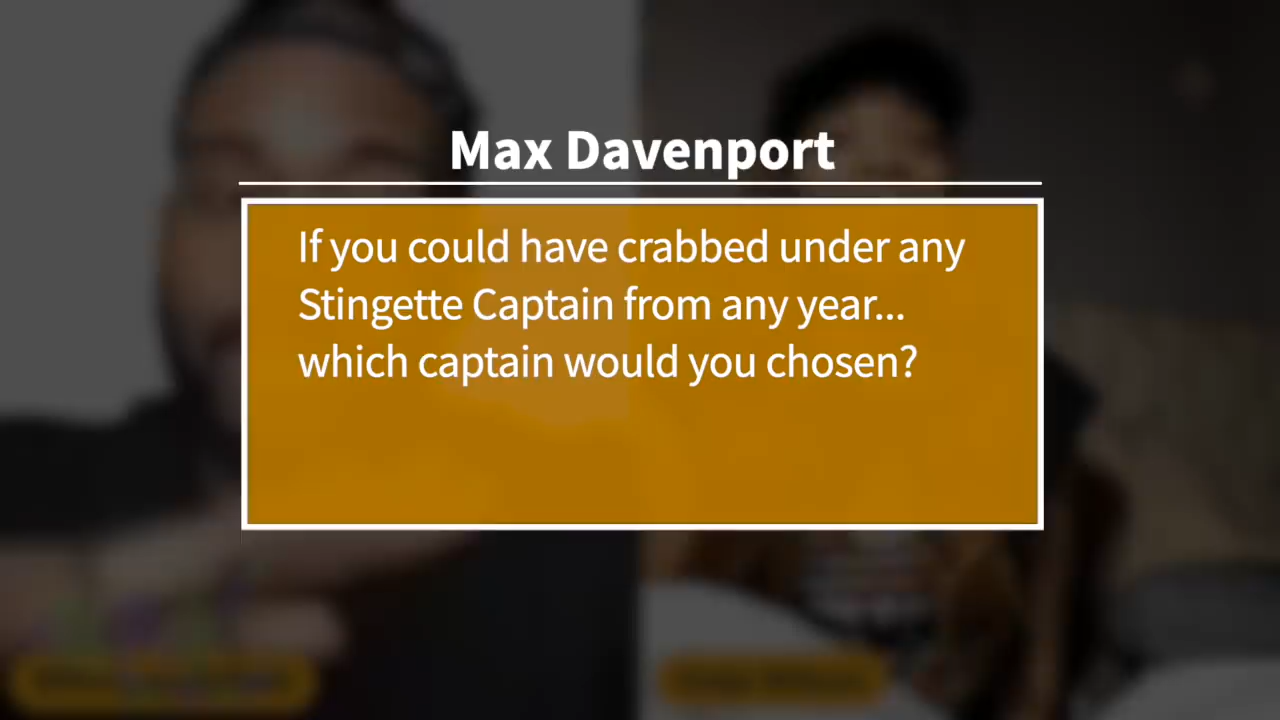 Max Davenport
If you could have crabbed under any
Stingette Captain from any year...
which captain would you chosen?